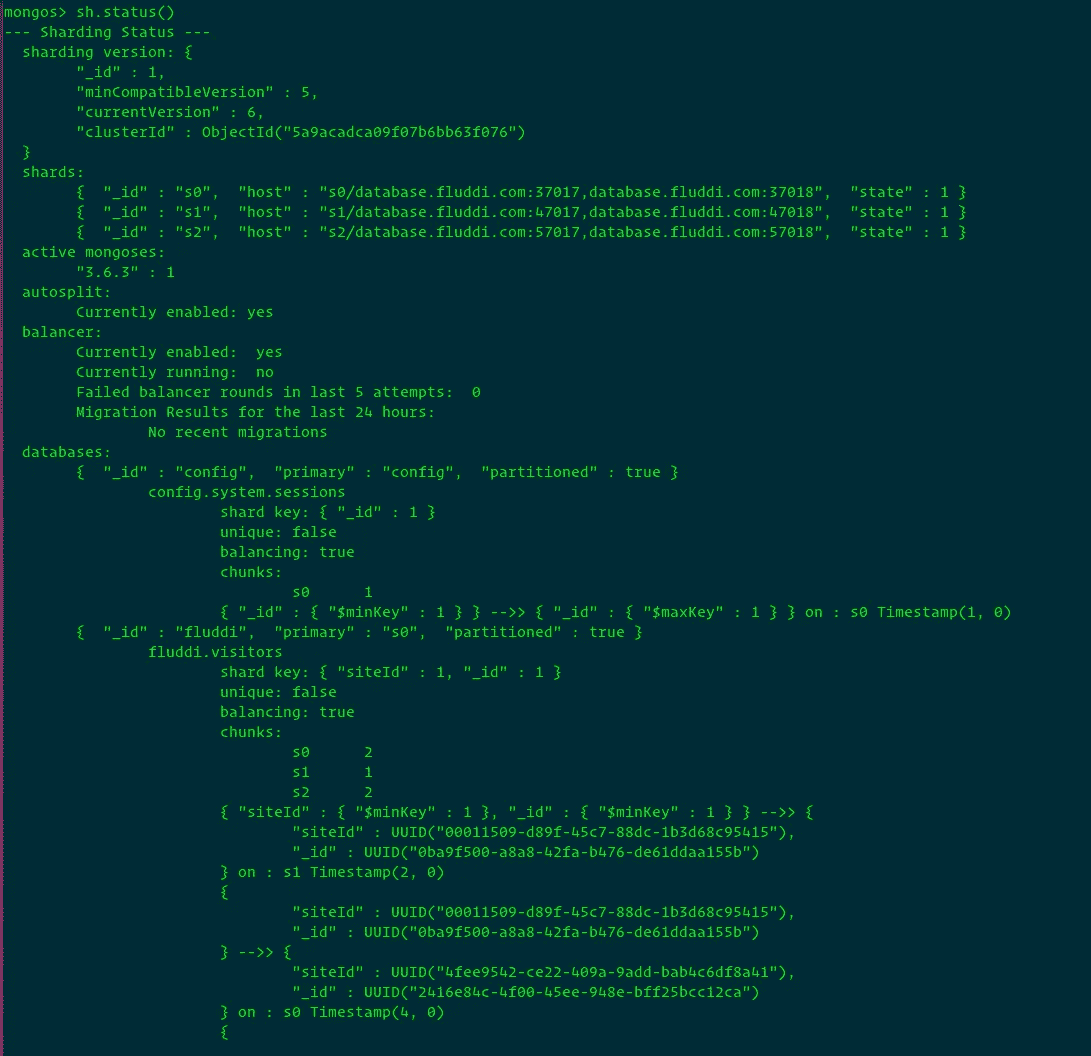 mongos> sh.status()
--- Sharding Status ---
  sharding version: {
        "_id" : 1,
        "minCompatibleVersion" : 5,
        "currentVersion" : 6,
        "clusterId" : ObjectId("5a9acadca09f07b6bb63f076")
  }
  shards:
        {  "_id" : "s0",  "host" : "s0/database.fluddi.com:37017,database.fluddi.com:37018",  "state" : 1 }
        {  "_id" : "s1",  "host" : "s1/database.fluddi.com:47017,database.fluddi.com:47018",  "state" : 1 }
        {  "_id" : "s2",  "host" : "s2/database.fluddi.com:57017,database.fluddi.com:57018",  "state" : 1 }
  active mongoses:
        "3.6.3" : 1
  autosplit:
        Currently enabled: yes
  balancer:
        Currently enabled:  yes
        Currently running:  no
        Failed balancer rounds in last 5 attempts:  0
        Migration Results for the last 24 hours:
                No recent migrations
  databases:
        {  "_id" : "config",  "primary" : "config",  "partitioned" : true }
                config.system.sessions
                        shard key: { "_id" : 1 }
                        unique: false
                        balancing: true
                        chunks:
                                s0      1
                        { "_id" : { "$minKey" : 1 } } -->> { "_id" : { "$maxKey" : 1 } } on : s0 Timestamp(1, 0)
        {  "_id" : "fluddi",  "primary" : "s0",  "partitioned" : true }
                fluddi.visitors
                        shard key: { "siteId" : 1, "_id" : 1 }
                        unique: false
                        balancing: true
                        chunks:
                                s0      2
                                s1      1
                                s2      2
                        { "siteId" : { "$minKey" : 1 }, "_id" : { "$minKey" : 1 } } -->> {
                                "siteId" : UUID("00011509-d89f-45c7-88dc-1b3d68c95415"),
                                "_id" : UUID("0ba9f500-a8a8-42fa-b476-de61ddaa155b")
                        } on : s1 Timestamp(2, 0)
                        {
                                "siteId" : UUID("00011509-d89f-45c7-88dc-1b3d68c95415"),
                                "_id" : UUID("0ba9f500-a8a8-42fa-b476-de61ddaa155b")
                        } -->> {
                                "siteId" : UUID("4fee9542-ce22-409a-9add-bab4c6df8a41"),
                                "_id" : UUID("2416e84c-4f00-45ee-948e-bff25bcc12ca")
                        } on : s0 Timestamp(4, 0)
                        {